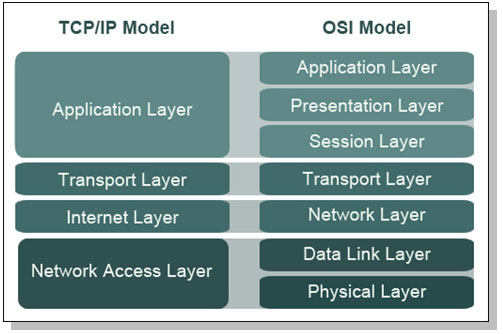 TCP/IP Model
Application Layer
Transport Layer
Internet Layer
Network Access Layer
OSI Model
Application Layer
Presentation Layer
Session Layer
Transport Layer
Network Layer
Data Link Layer
Physical Layer